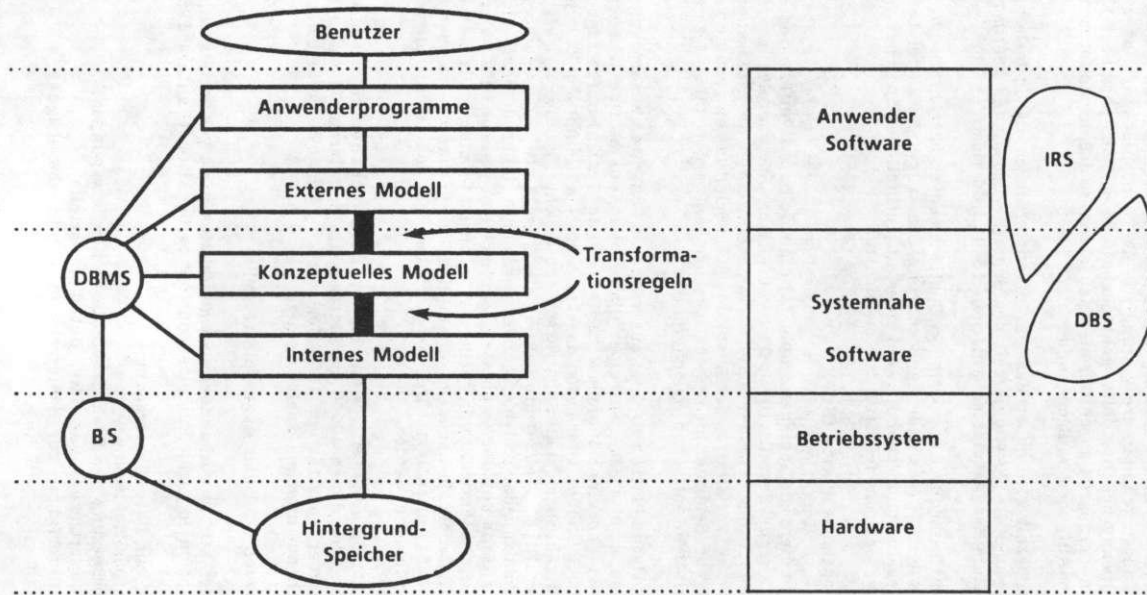 Benutzer
Anwenderprogramme
Externes Modell
DBMS
Konzeptuelles Modell
Transforma-
tionsregeln
Internes Modell
BS
Hintergrund-
Speicher
Anwender
Software
IRS
Systemnahe
Software
DBS
Betriebssystem
Hardware